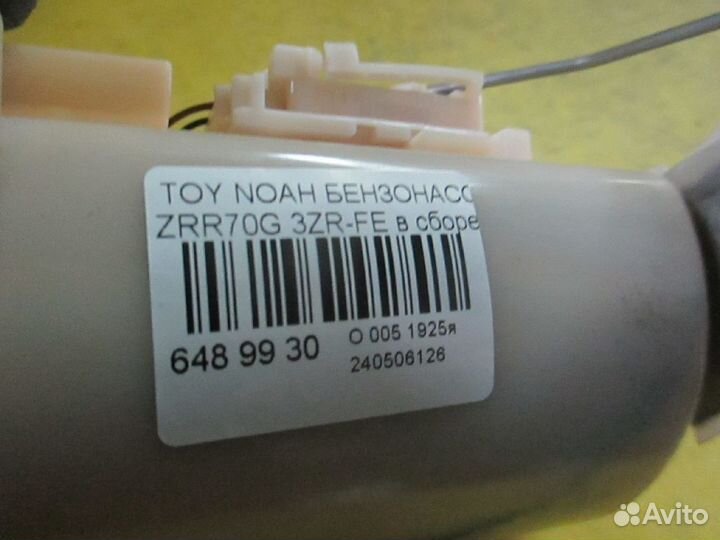 TOY NOAH БЕНЗОНАСО
ZRR70G 3ZR-FE в сборе
648 99 30
О 005 1925я
240506126
Avito